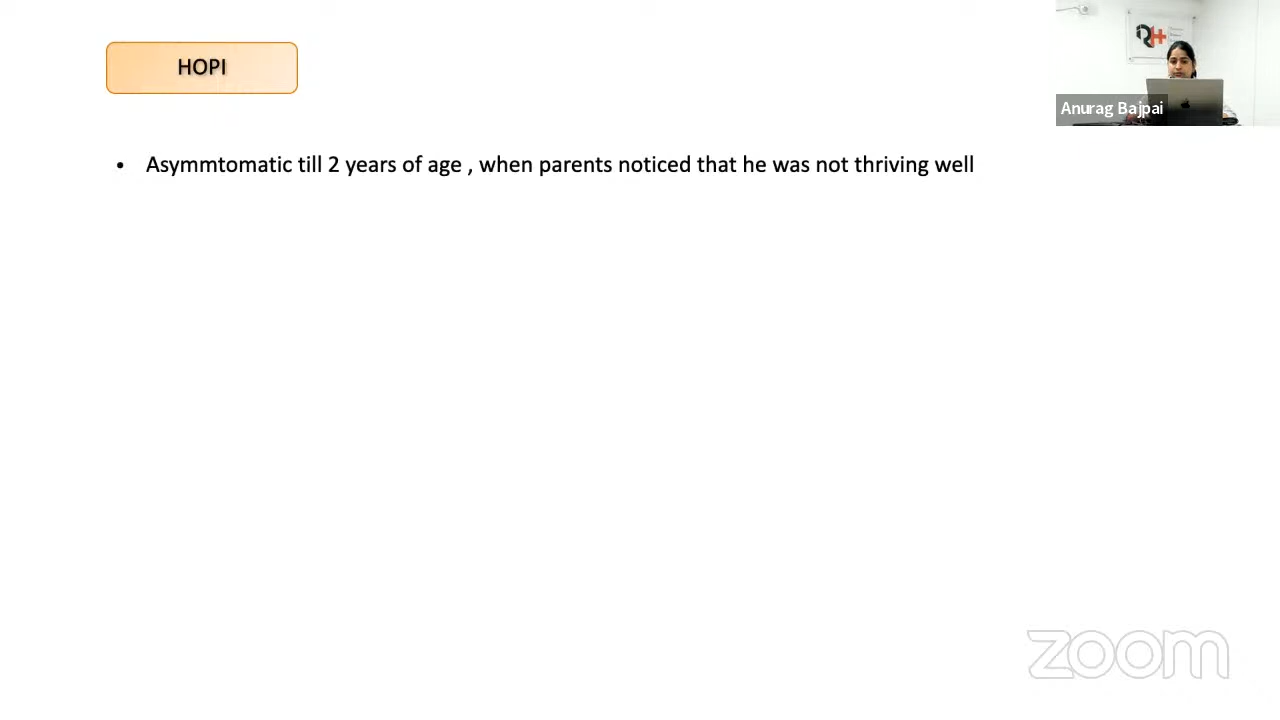 HOPI
Anurag Bajpai
• Asymmtomatic till 2 years of age , when parents noticed that he was not thriving well
zoom